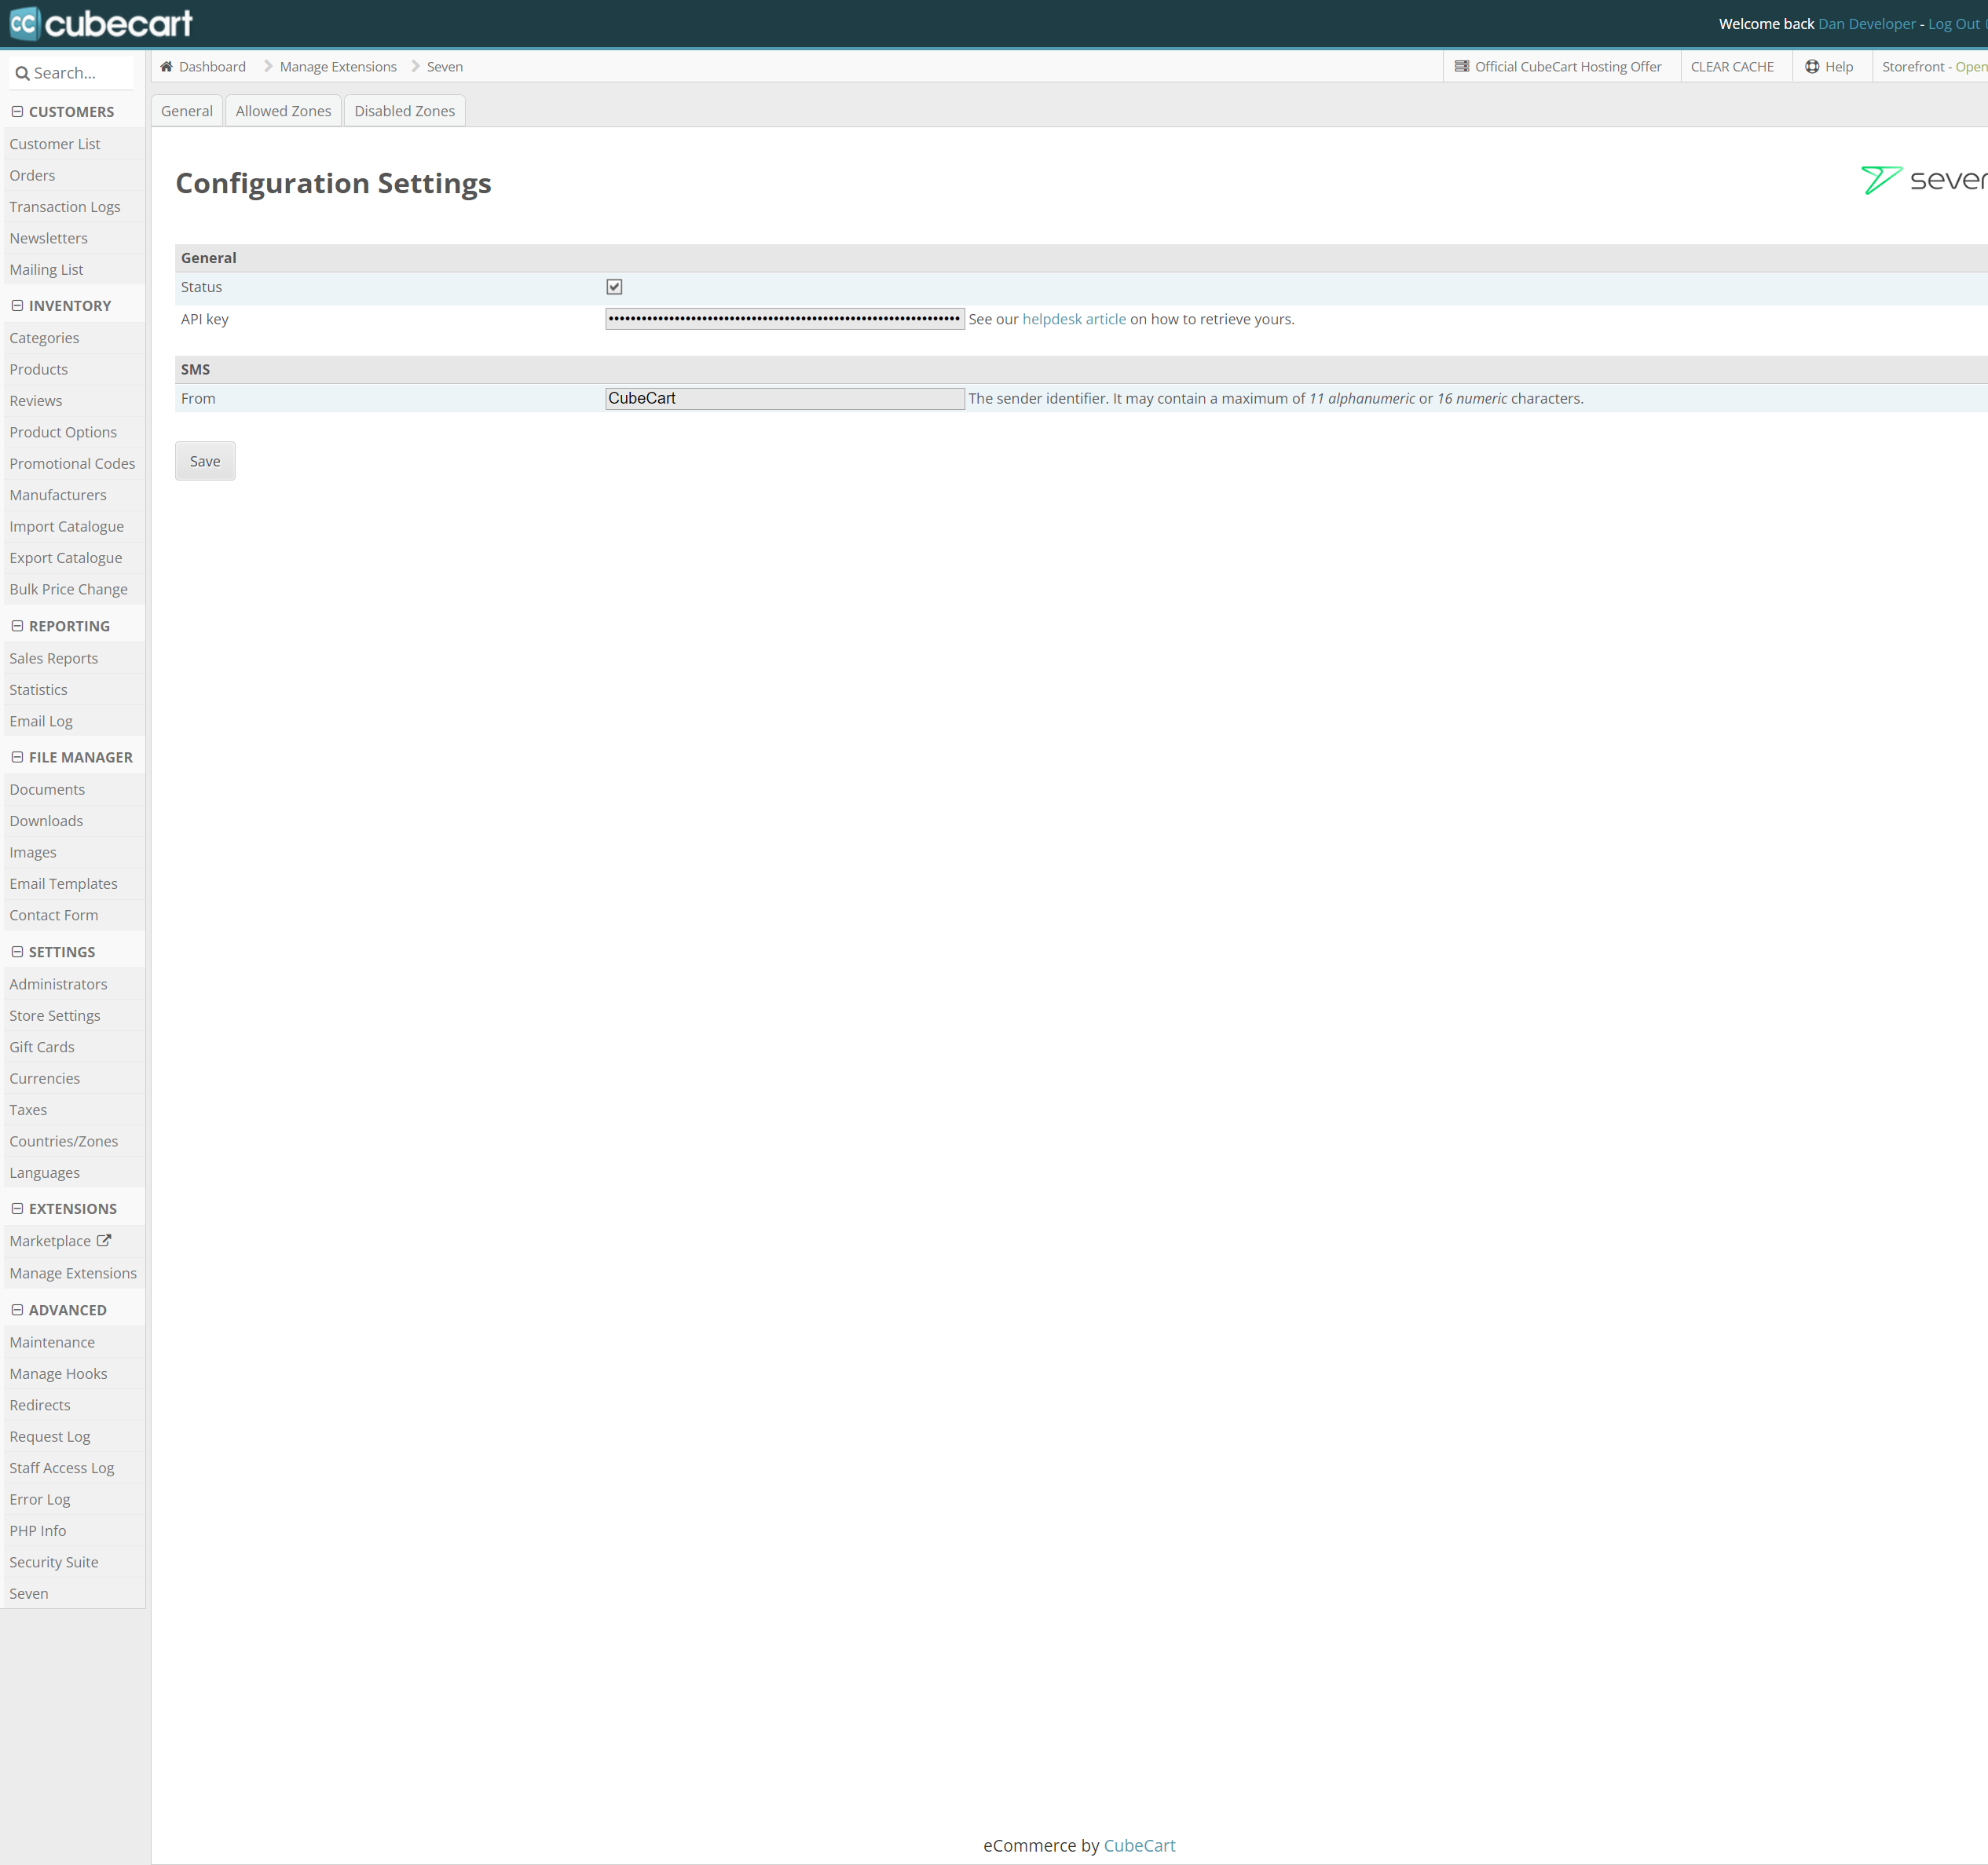 cc cubecart
Welcome back Dan Developer - Log Out
Search...
Dashboard Manage Extensions Seven
Official CubeCart Hosting Offer CLEAR CACHE Help Storefront - Open
CUSTOMERS
Customer List
Orders
Transaction Logs
Newsletters
Mailing List
INVENTORY
Categories
Products
Reviews
Product Options
Promotional Codes
Manufacturers
Import Catalogue
Export Catalogue
Bulk Price Change
REPORTING
Sales Reports
Statistics
Email Log
FILE MANAGER
Documents
Downloads
Images
Email Templates
Contact Form
SETTINGS
Administrators
Store Settings
Gift Cards
Currencies
Taxes
Countries/Zones
Languages
EXTENSIONS
Marketplace
Manage Extensions
ADVANCED
Maintenance
Manage Hooks
Redirects
Request Log
Staff Access Log
Error Log
PHP Info
Security Suite
Seven
General Allowed Zones Disabled Zones
Configuration Settings
seven
General
Status
API key See our helpdesk article on how to retrieve yours.
SMS
From CubeCart The sender identifier. It may contain a maximum of 11 alphanumeric or 16 numeric characters.
Save
eCommerce by CubeCart